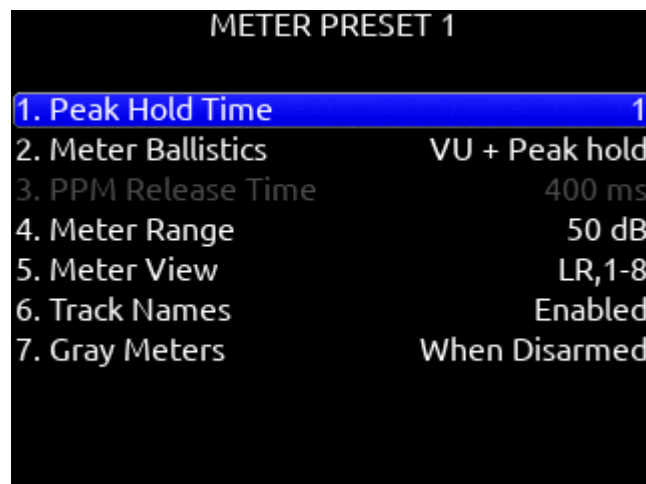 METER PRESET 1
1. Peak Hold Time 1
2. Meter Ballistics VU + Peak hold
3. PPM Release Time 400 ms
4. Meter Range 50 dB
5. Meter View LR,1-8
6. Track Names Enabled
7. Gray Meters When Disarmed